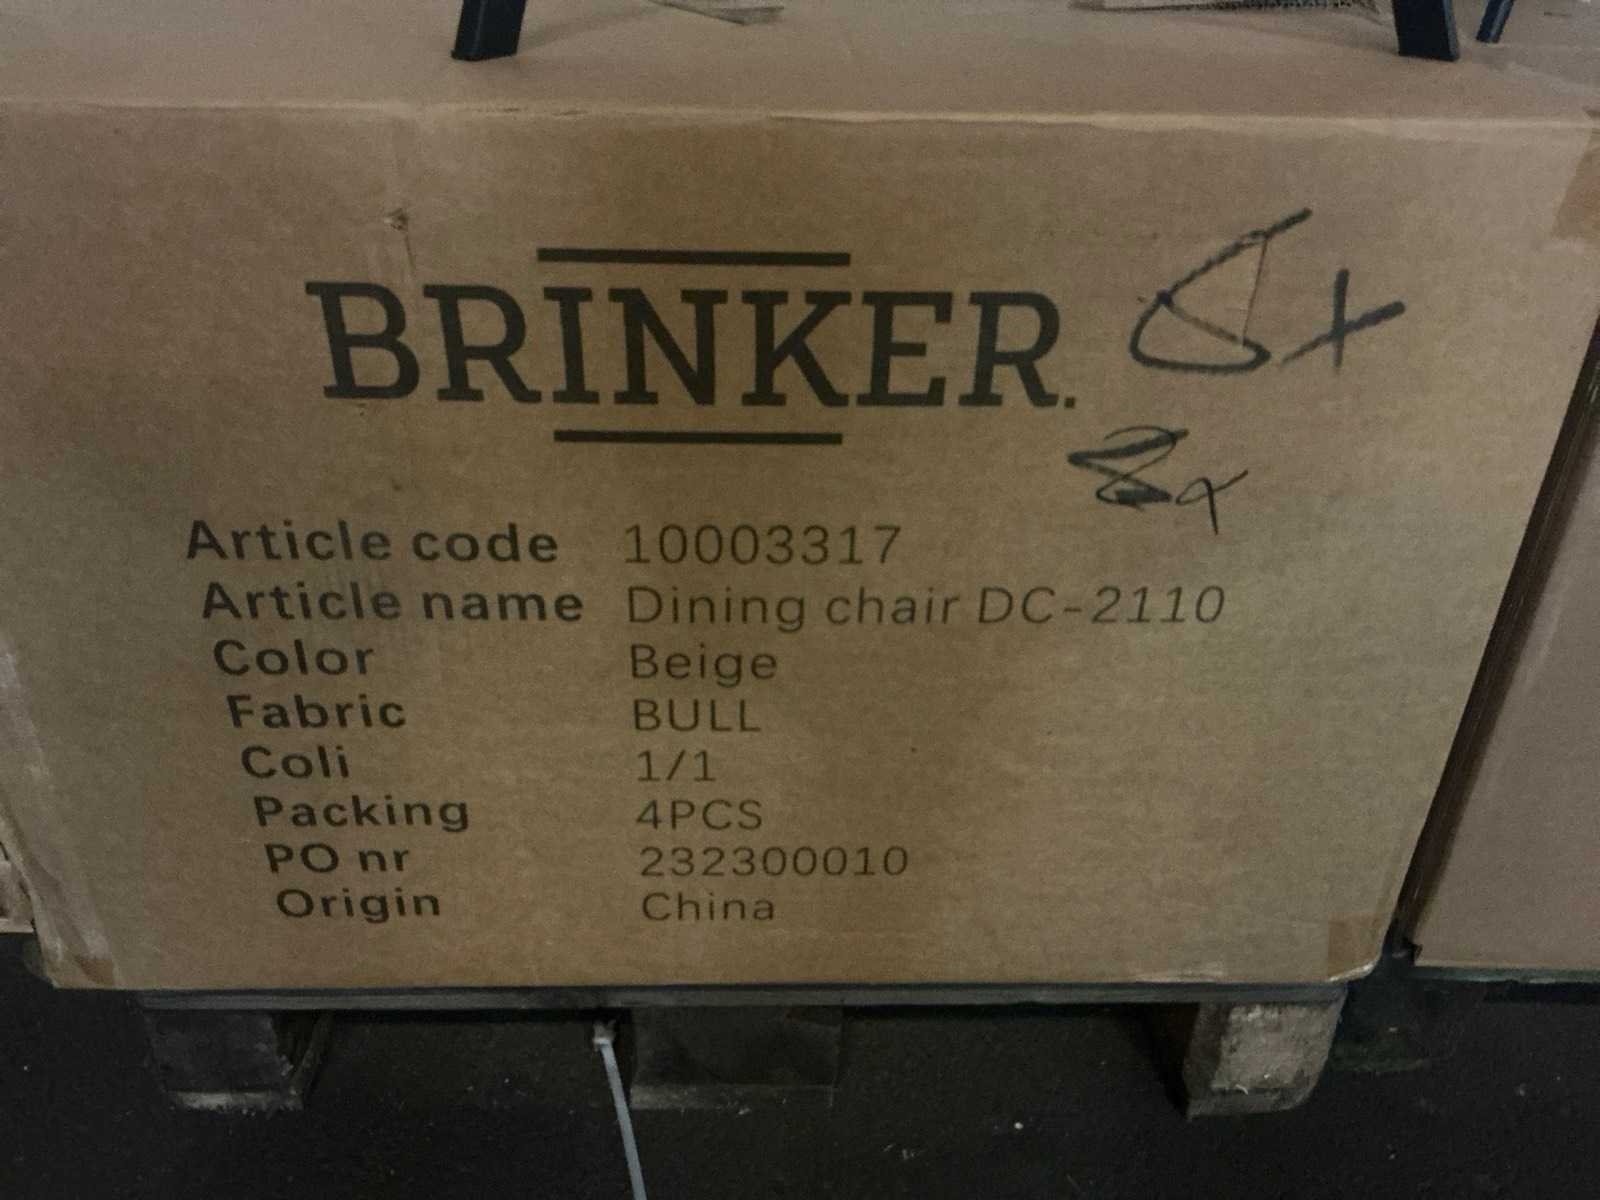 BRINKER.
Article code 10003317
Article name Dining chair DC-2110
Color Beige
Fabric BULL
Coli 1/1
Packing 4PCS
PO nr 232300010
Origin China